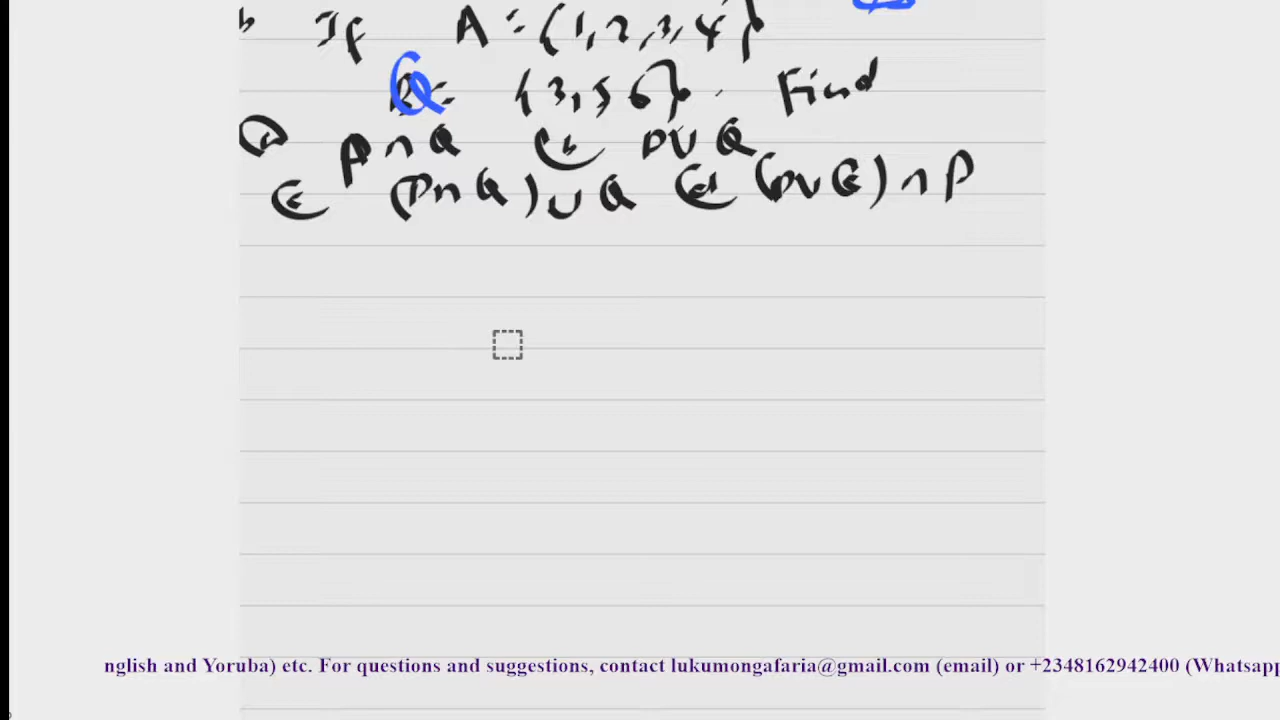 b If A = {1,2,3,4}
Q = {3,5 6}. Find
(a) P∩Q (b) P∪Q
(c) (P∩Q)∪Q (d) (P∪Q)∩P
nglish and Yoruba) etc. For questions and suggestions, contact lukumongafaria@gmail.com (email) or +2348162942400 (Whatsapp